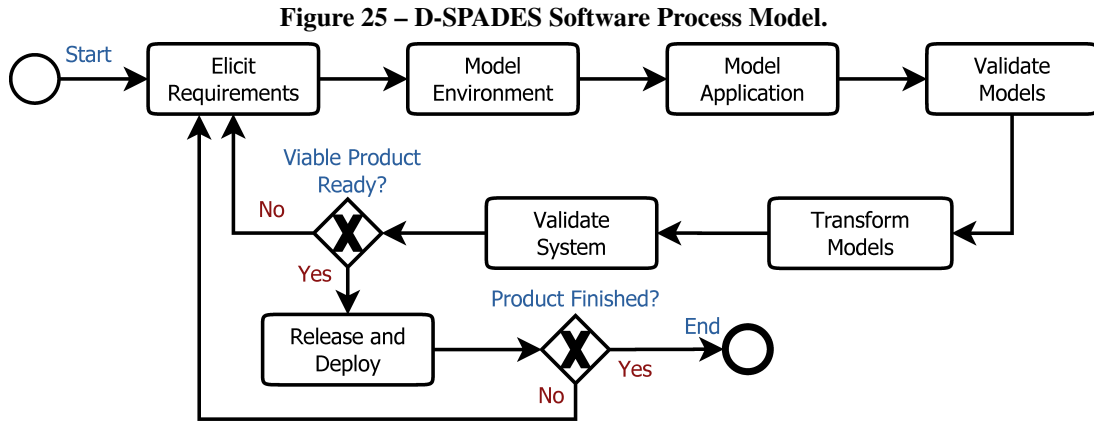 Figure 25 – D-SPADES Software Process Model.
Start
Elicit
Requirements
Model
Environment
Model
Application
Validate
Models
Viable Product
Ready?
No
Validate
System
Transform
Models
Yes
Product Finished?
Release and
Deploy
End
Yes
No